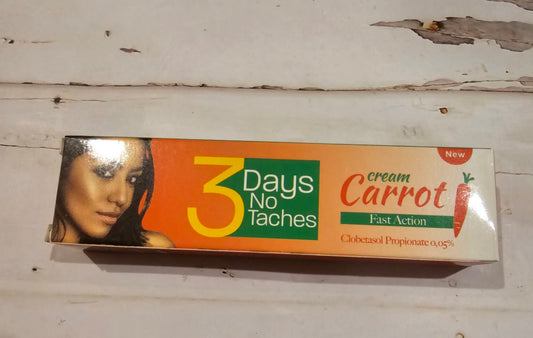 3 Days
No
Taches
New
cream
Carrot
Fast Action
Clobetasol Propionate 0,05%